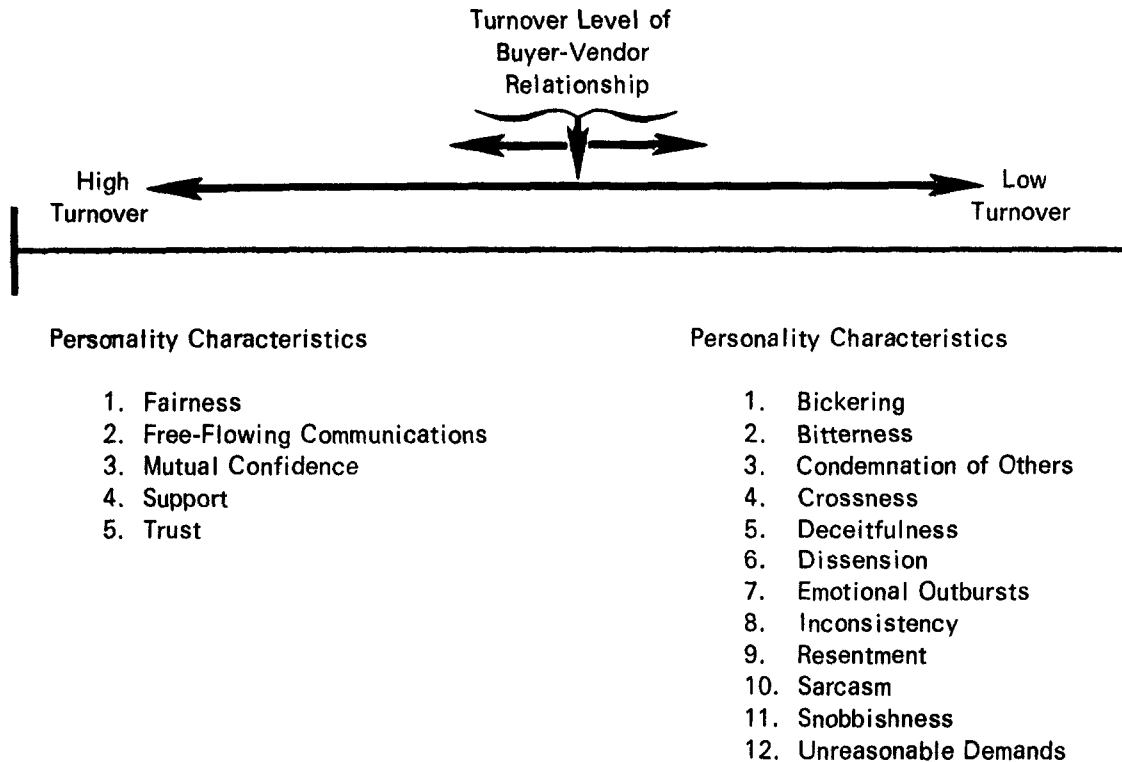 Turnover Level of
Buyer-Vendor
Relationship
High
Turnover
Low
Turnover
Personality Characteristics
1. Fairness
2. Free-Flowing Communications
3. Mutual Confidence
4. Support
5. Trust
Personality Characteristics
1. Bickering
2. Bitterness
3. Condemnation of Others
4. Crossness
5. Deceitfulness
6. Dissension
7. Emotional Outbursts
8. Inconsistency
9. Resentment
10. Sarcasm
11. Snobbishness
12. Unreasonable Demands